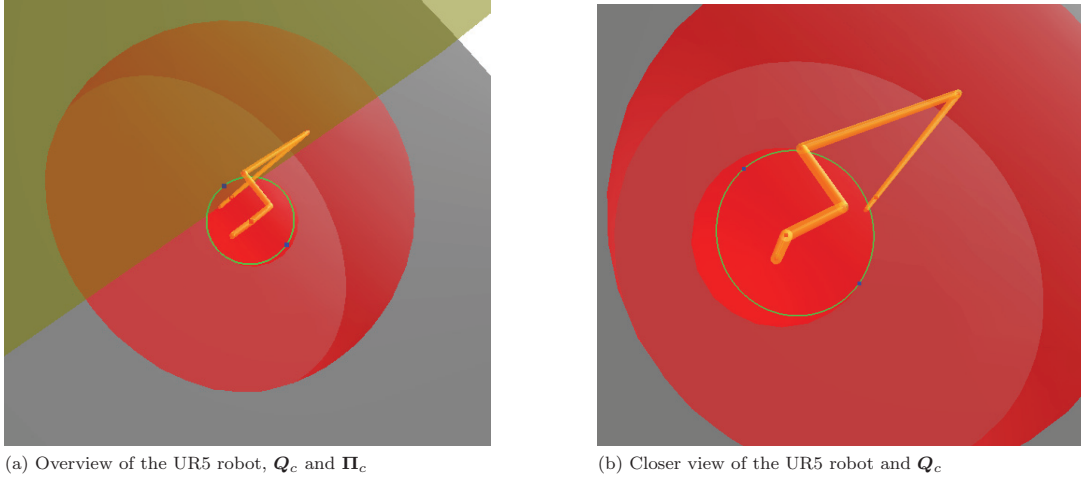 (a) Overview of the UR5 robot, Q_c and Π_c
(b) Closer view of the UR5 robot and Q_c